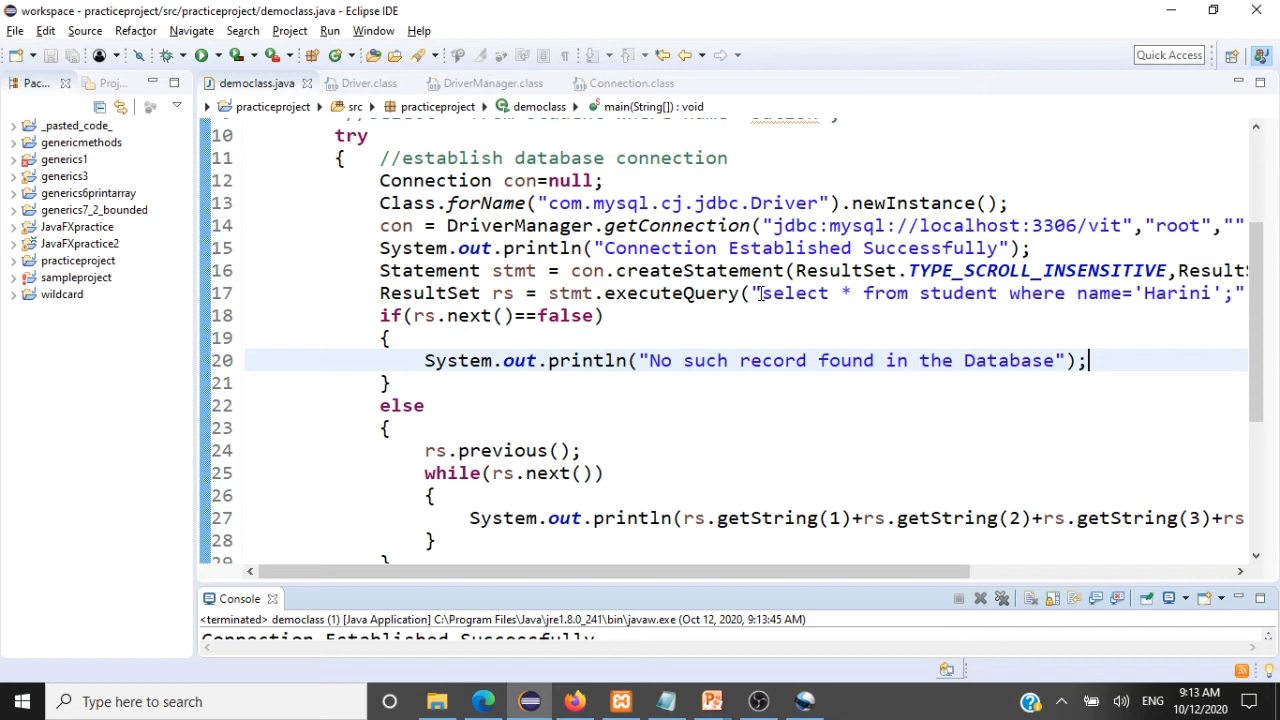 workspace - practiceproject/src/practiceproject/democlass.java - Eclipse IDE
File Edit Source Refactor Navigate Search Project Run Window Help
Quick Access
Pac... Proj...
democlass.java Driver.class DriverManager.class Connection.class
practiceproject src practiceproject democlass main(String[]) : void
_pasted_code_
genericmethods
generics1
generics3
generics6printarray
generics7_2_bounded
JavaFXpractice
JavaFXpractice2
practiceproject
sampleproject
wildcard
10 try
11 { //establish database connection
12 Connection con=null;
13 Class.forName("com.mysql.cj.jdbc.Driver").newInstance();
14 con = DriverManager.getConnection("jdbc:mysql://localhost:3306/vit","root",""
15 System.out.println("Connection Established Successfully");
16 Statement stmt = con.createStatement(ResultSet.TYPE_SCROLL_INSENSITIVE,Result
17 ResultSet rs = stmt.executeQuery("select * from student where name='Harini';"
18 if(rs.next()==false)
19 {
20 System.out.println("No such record found in the Database");
21 }
22 else
23 {
24 rs.previous();
25 while(rs.next())
26 {
27 System.out.println(rs.getString(1)+rs.getString(2)+rs.getString(3)+rs
28 }
29 }
Console
<terminated> democlass (1) [Java Application] C:\Program Files\Java\jre1.8.0_241\bin\javaw.exe (Oct 12, 2020, 9:13:45 AM)
Connection Established Successfully
Type here to search
ENG
9:13 AM
10/12/2020